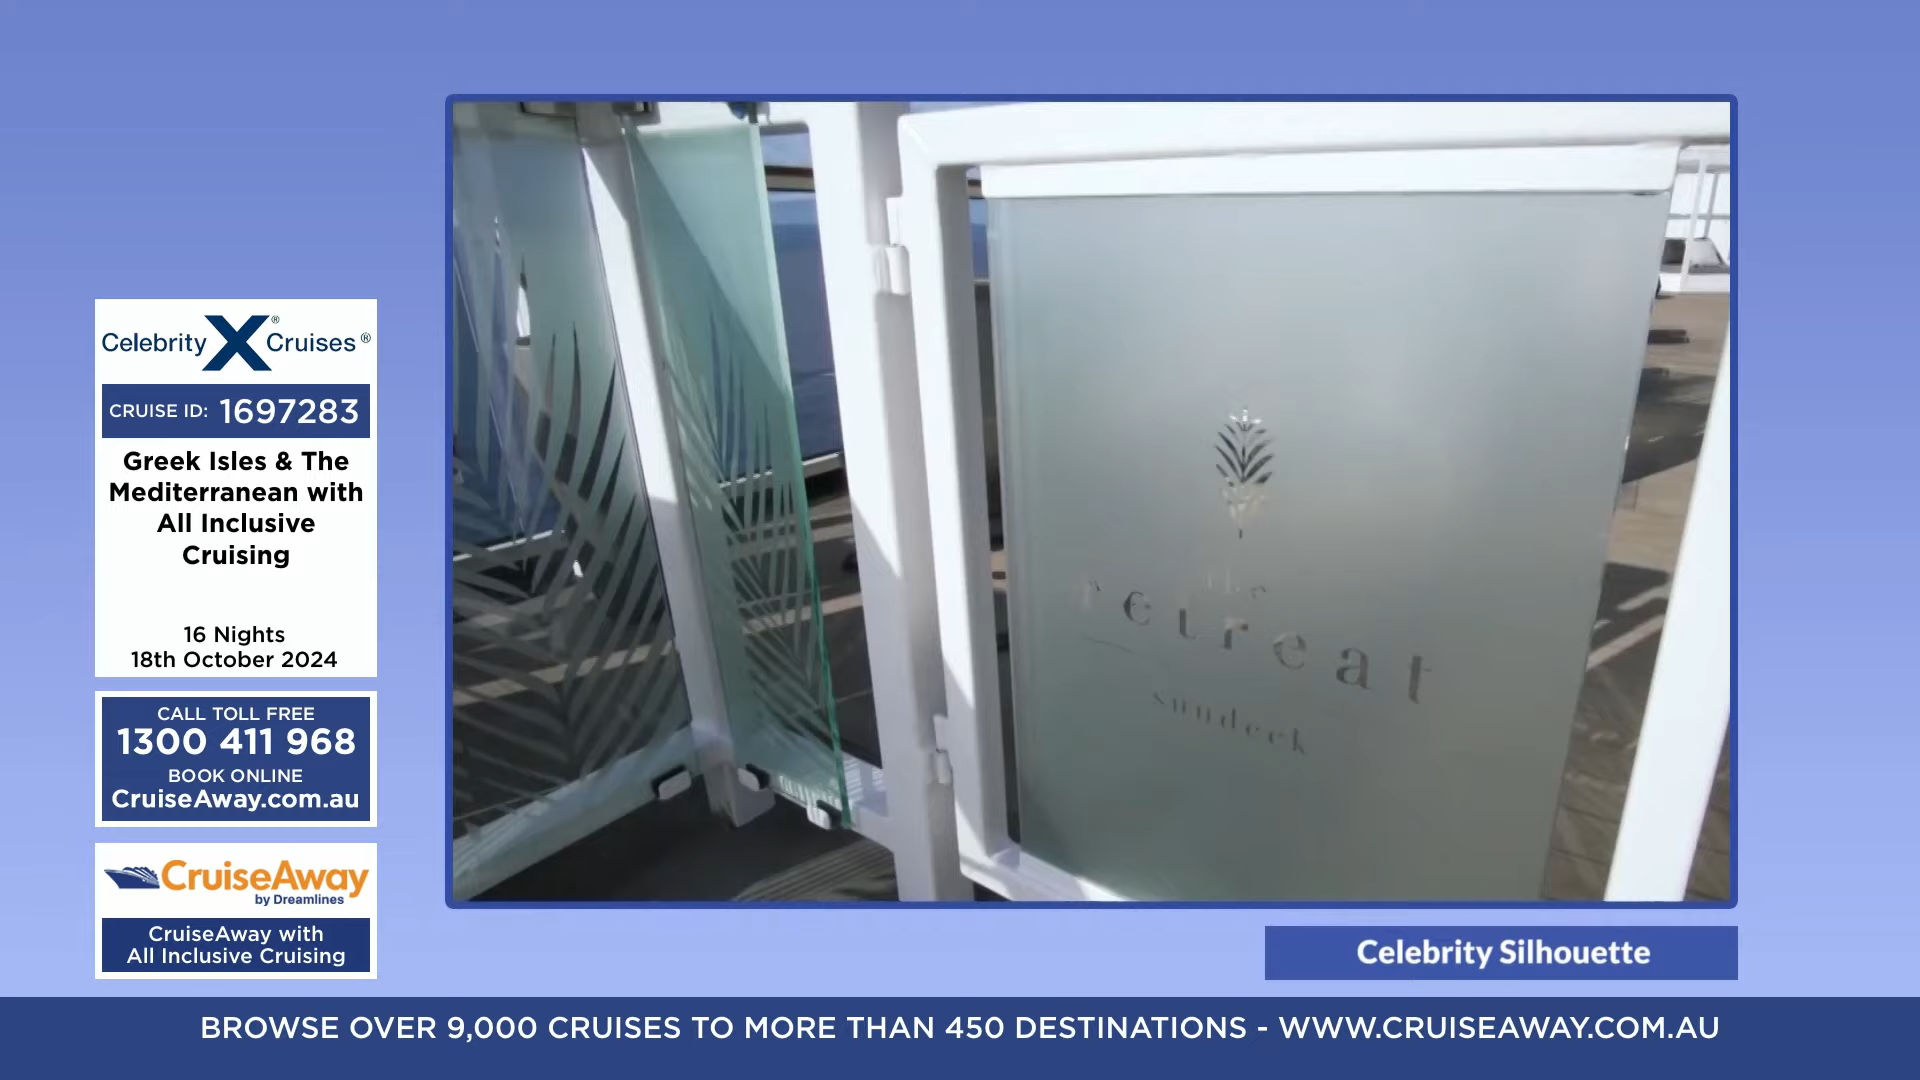 Celebrity X® Cruises®
CRUISE ID: 1697283
Greek Isles & The
Mediterranean with
All Inclusive
Cruising
16 Nights
18th October 2024
CALL TOLL FREE
1300 411 968
BOOK ONLINE
CruiseAway.com.au
CruiseAway
by Dreamlines
CruiseAway with
All Inclusive Cruising
the
retreat
sundeck
Celebrity Silhouette
BROWSE OVER 9,000 CRUISES TO MORE THAN 450 DESTINATIONS - WWW.CRUISEAWAY.COM.AU